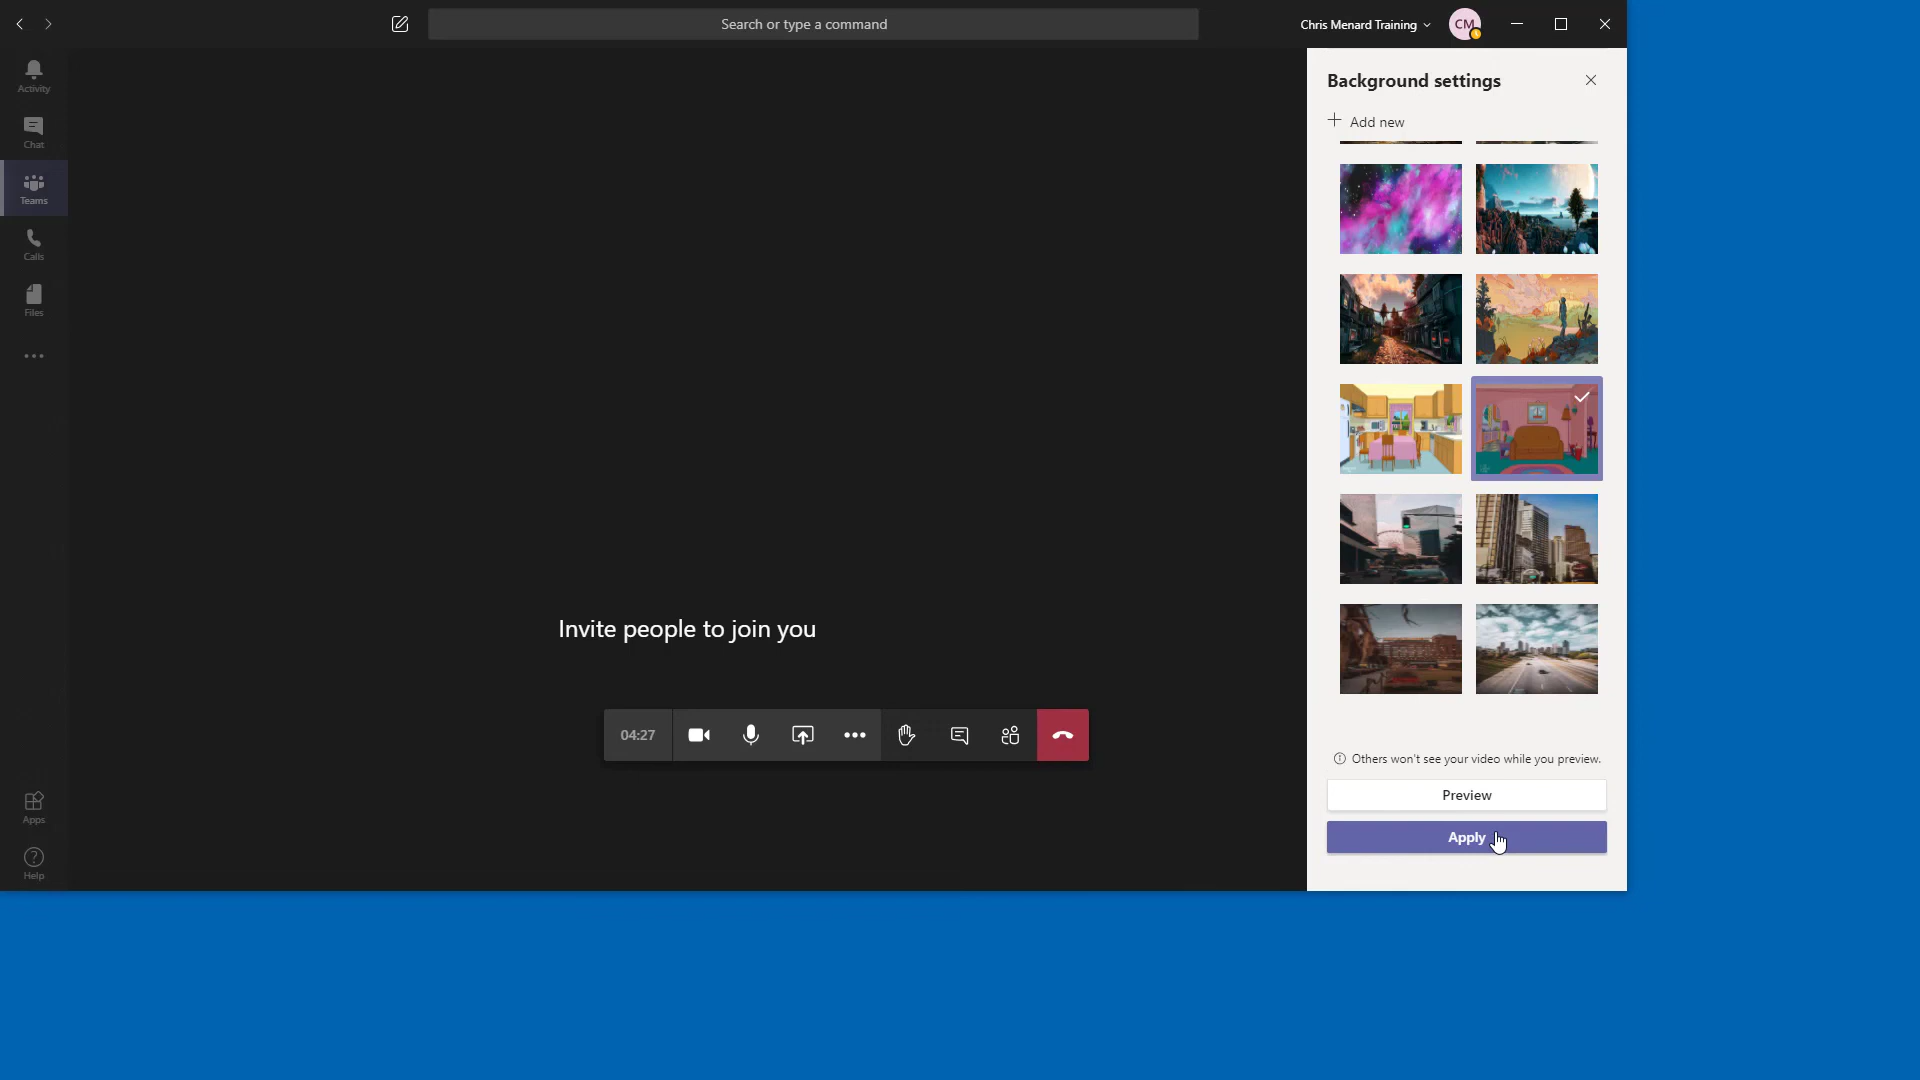 Search or type a command
Chris Menard Training
CM
Activity
Chat
Teams
Calls
Files
Apps
Help
Invite people to join you
04:27
Background settings
Add new
Others won't see your video while you preview.
Preview
Apply